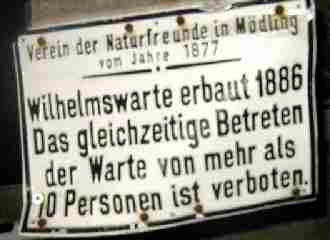 Verein der Naturfreunde in Mödling
vom Jahre 1877
Wilhelmswarte erbaut 1886
Das gleichzeitige Betreten
der Warte von mehr als
10 Personen ist verboten.